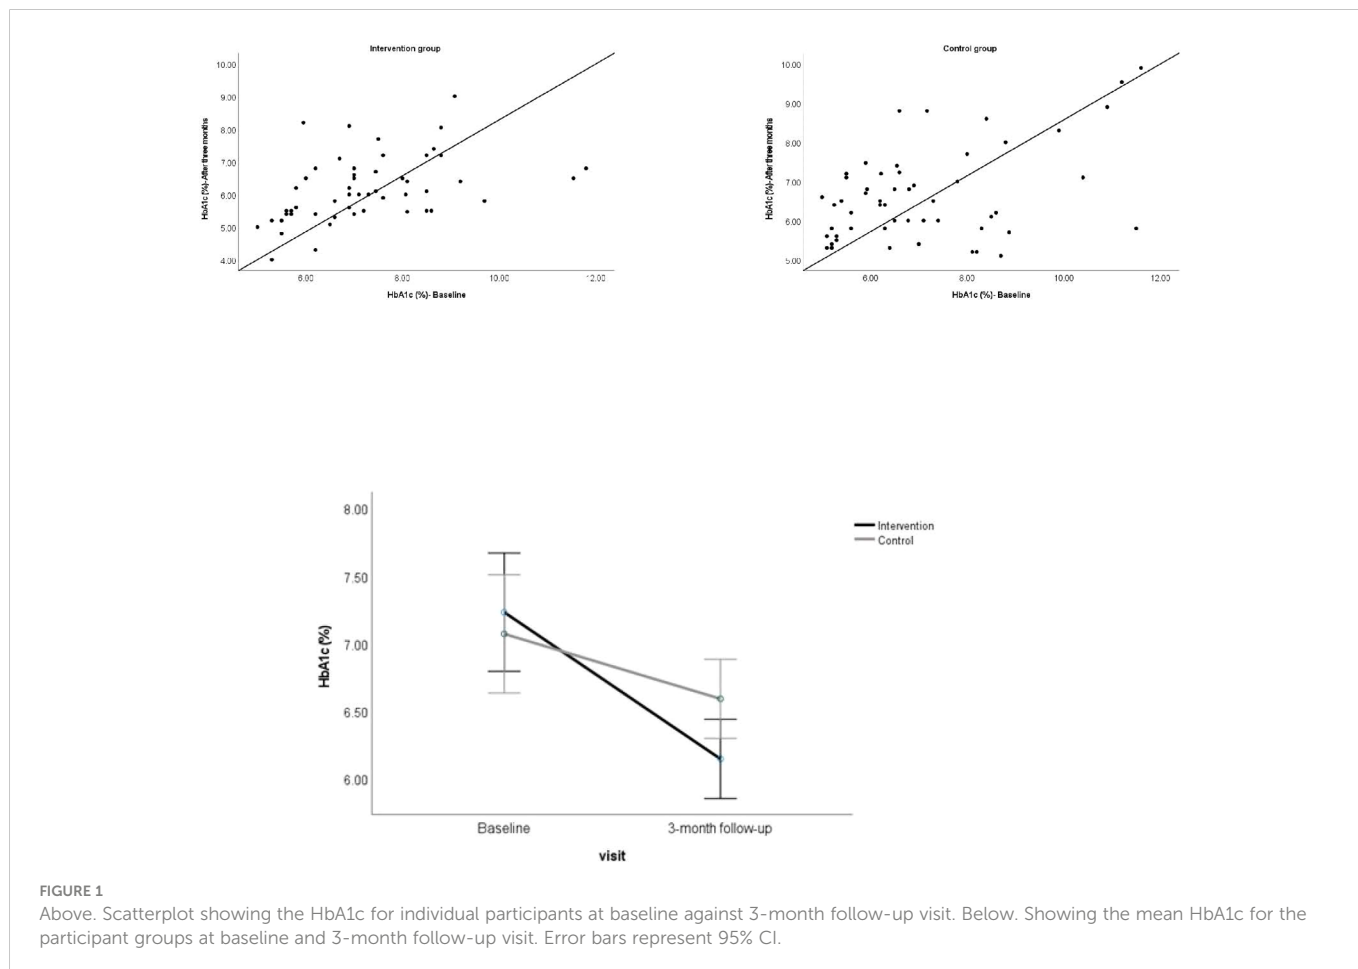 Intervention group
10.00
9.00
8.00
7.00
6.00
5.00
4.00
HbA1c (%)-After three months
6.00
8.00
10.00
12.00
HbA1c (%)- Baseline
Control group
10.00
9.00
8.00
7.00
6.00
5.00
HbA1c (%)-After three months
6.00
8.00
10.00
12.00
HbA1c (%)- Baseline
8.00
7.50
7.00
6.50
6.00
HbA1c (%)
Intervention
Control
Baseline
3-month follow-up
visit
FIGURE 1
Above. Scatterplot showing the HbA1c for individual participants at baseline against 3-month follow-up visit. Below. Showing the mean HbA1c for the
participant groups at baseline and 3-month follow-up visit. Error bars represent 95% CI.